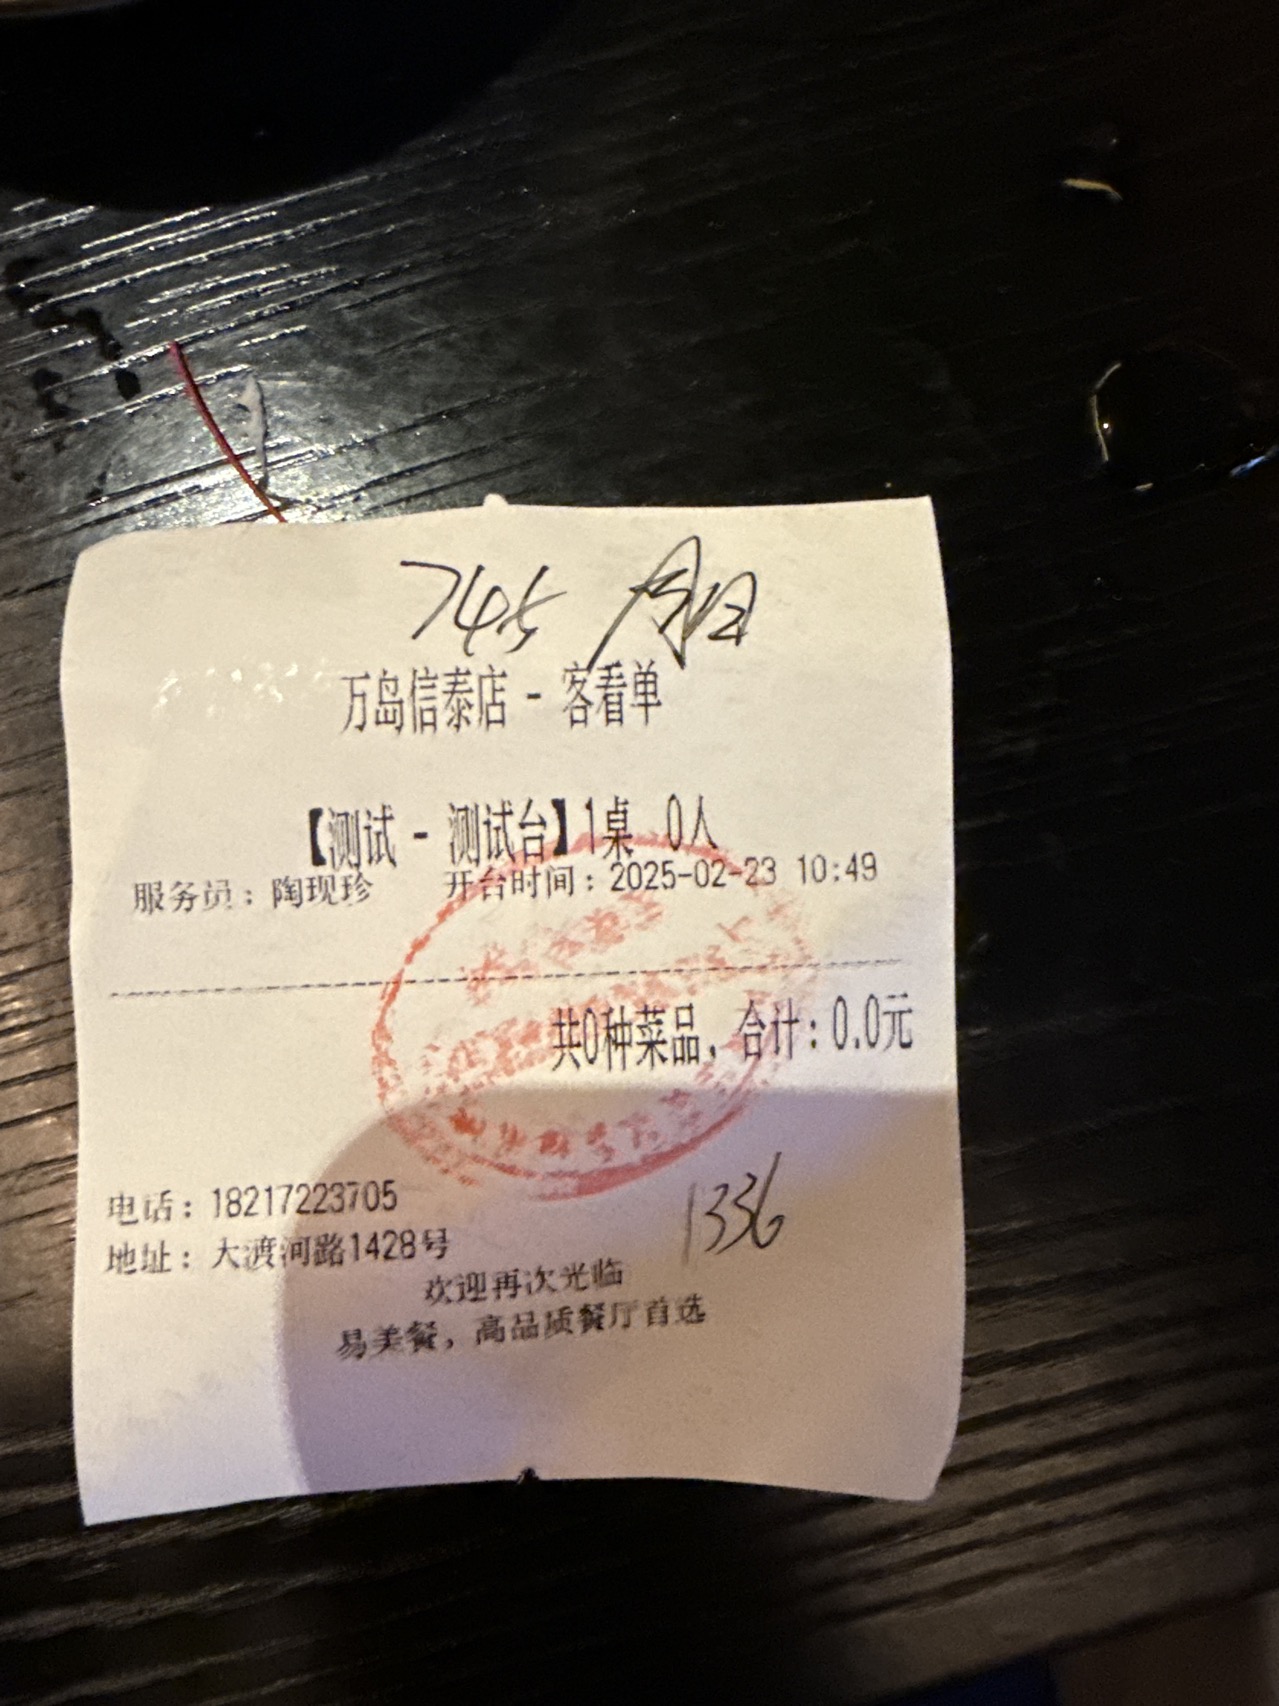 745
万岛信泰店 - 客看单
【测试 - 测试台】1桌 0人
服务员：陶现珍 开台时间：2025-02-23 10:49
共0种菜品，合计：0.0元
电话：18217223705
1336
地址：大渡河路1428号
欢迎再次光临
易美餐，高品质餐厅首选